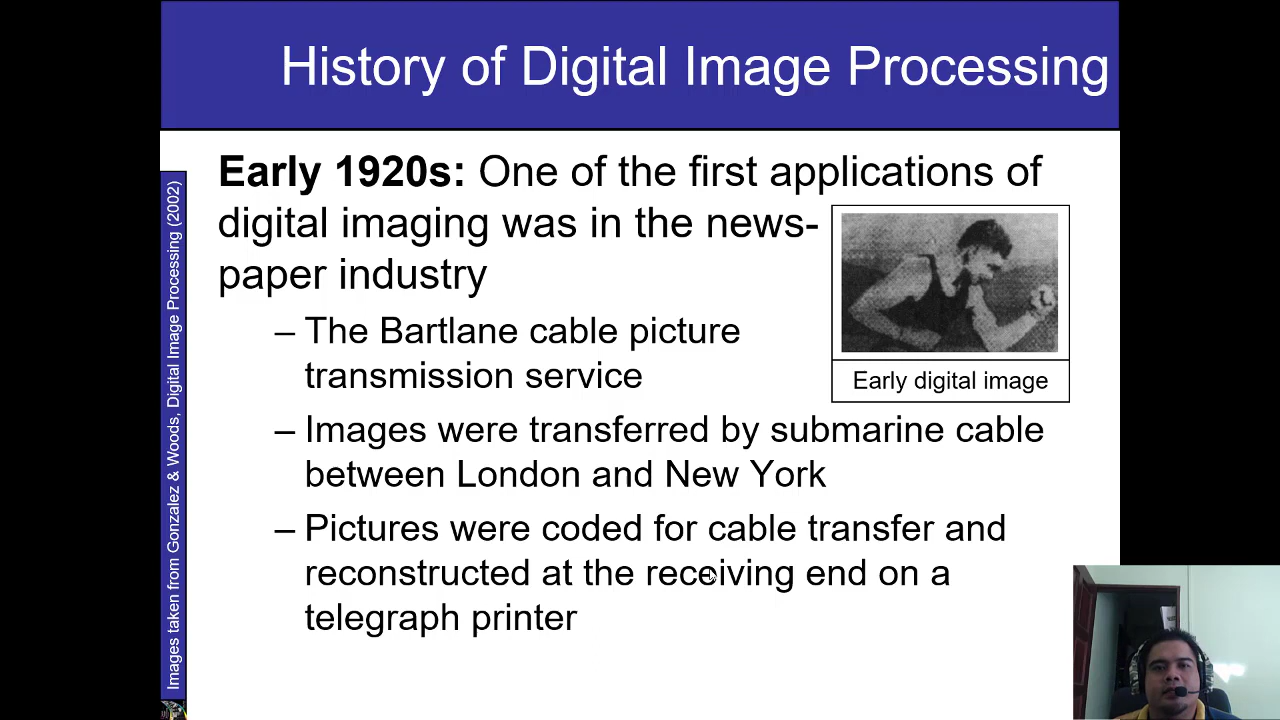 History of Digital Image Processing
Early 1920s: One of the first applications of
digital imaging was in the news-
paper industry
– The Bartlane cable picture
transmission service
– Images were transferred by submarine cable
between London and New York
– Pictures were coded for cable transfer and
reconstructed at the receiving end on a
telegraph printer
Early digital image
Images taken from Gonzalez & Woods, Digital Image Processing (2002)